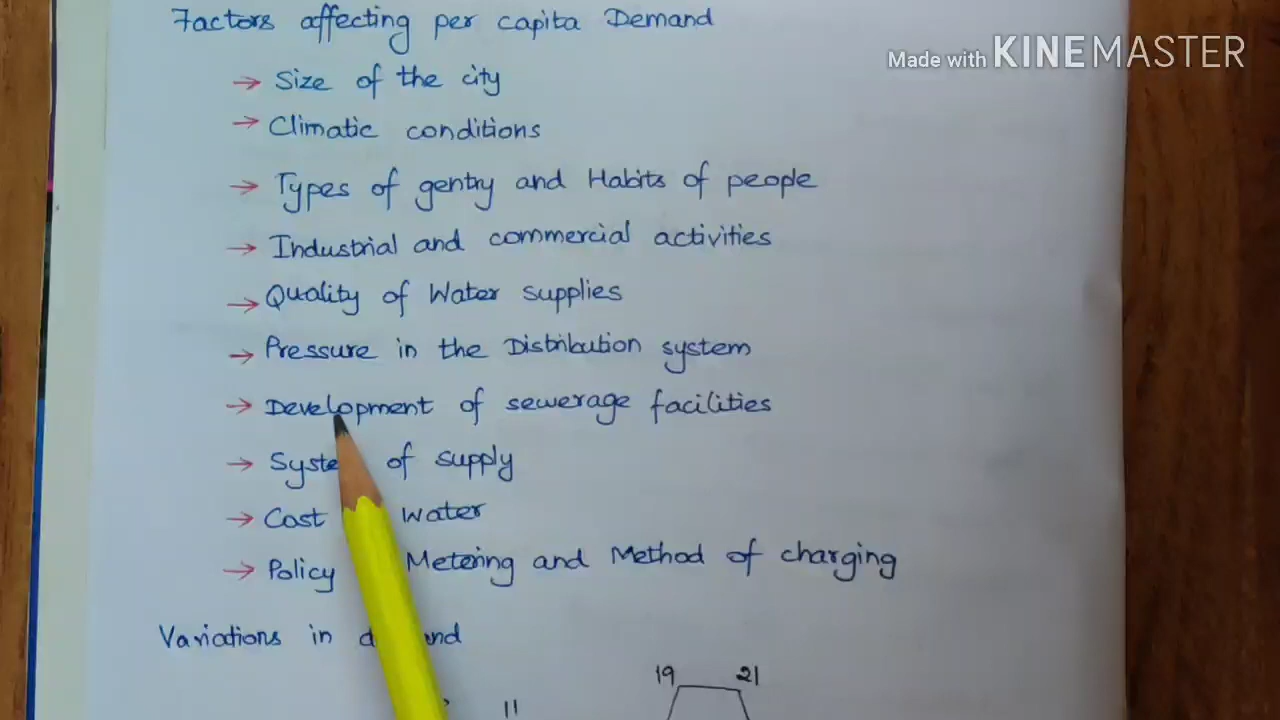 Factors affecting per capita Demand
Made with KINEMASTER
→ Size of the city
→ Climatic conditions
→ Types of gentry and Habits of people
→ Industrial and commercial activities
→ Quality of Water supplies
→ Pressure in the Distribution system
→ Development of sewerage facilities
→ System of supply
→ Cost water
→ Policy Metering and Method of charging
Variations in demand
19 21
11